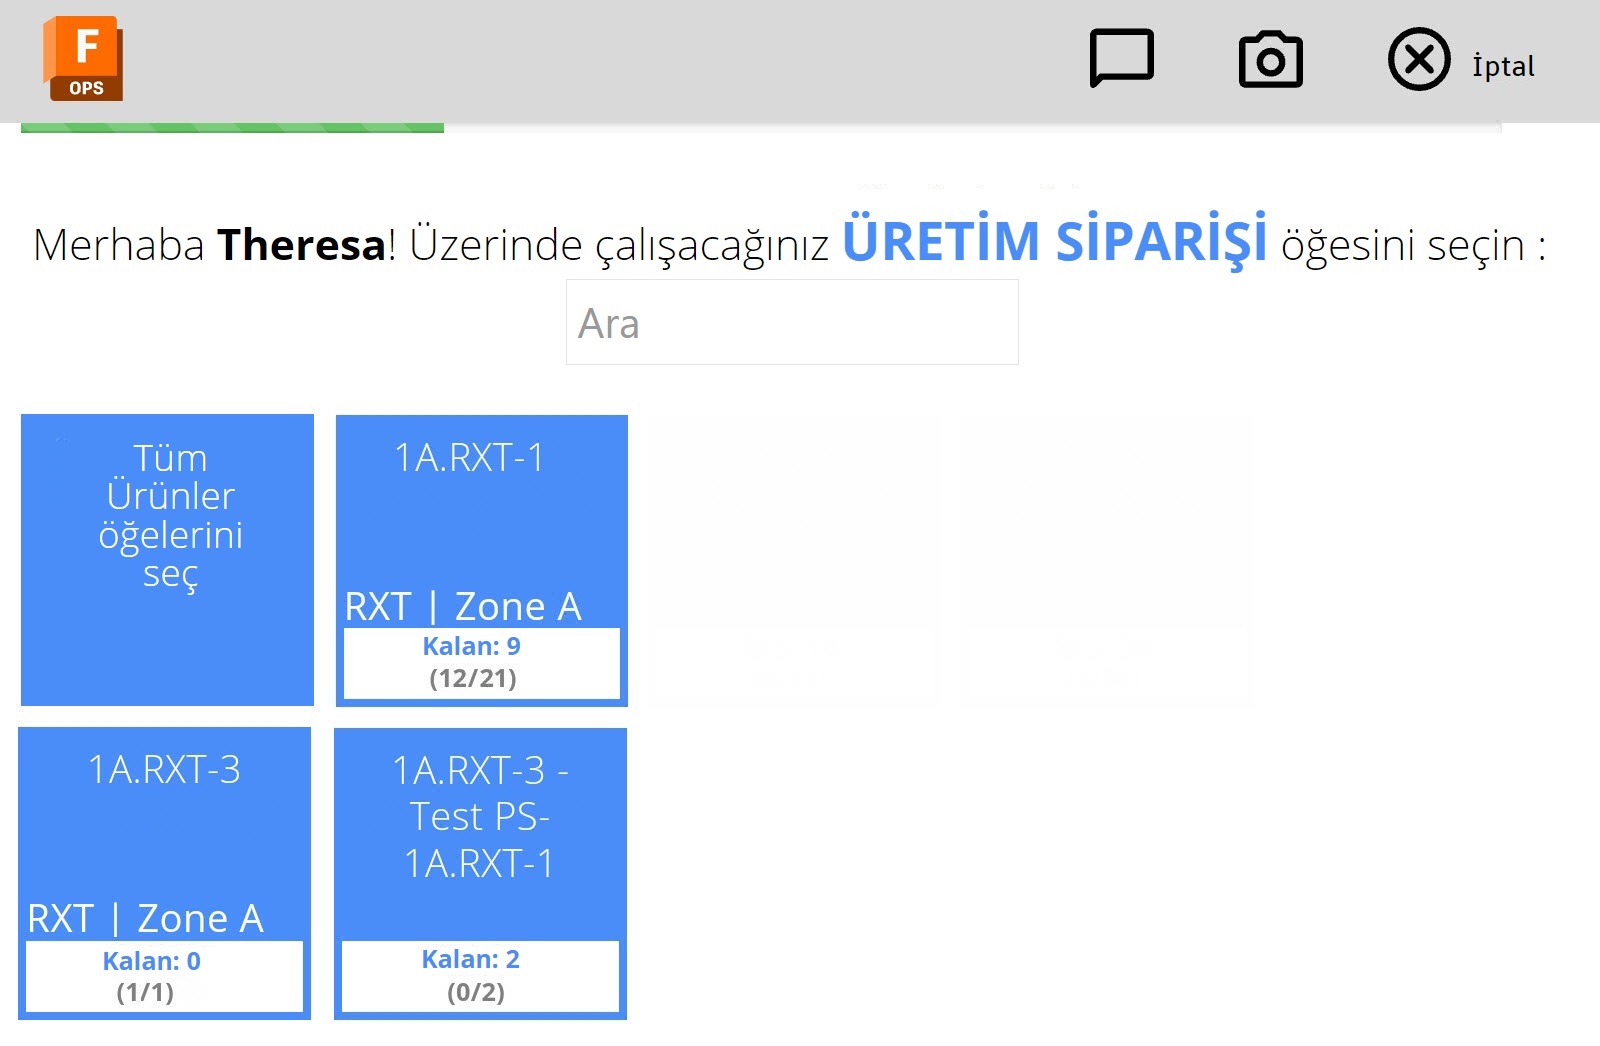 F
OPS
İptal
Merhaba Theresa! Üzerinde çalışacağınız ÜRETİM SİPARİŞİ öğesini seçin :
Ara
Tüm
Ürünler
öğelerini
seç
1A.RXT-1
RXT | Zone A
Kalan: 9
(12/21)
1A.RXT-3
RXT | Zone A
Kalan: 0
(1/1)
1A.RXT-3 -
Test PS-
1A.RXT-1
Kalan: 2
(0/2)